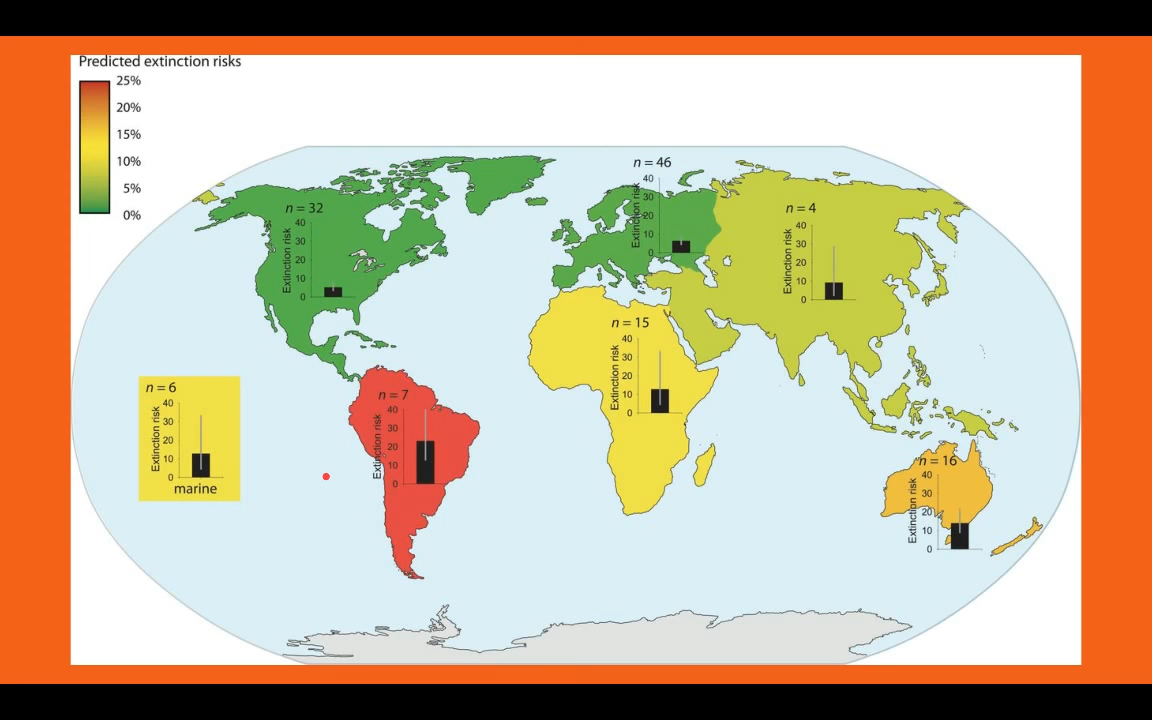 Predicted extinction risks
25%
20%
15%
10%
5%
0%
n = 32
Extinction risk
40
30
20
10
0
n = 46
Extinction risk
40
30
20
10
0
n = 4
Extinction risk
40
30
20
10
0
n = 15
Extinction risk
40
30
20
10
0
n = 6
Extinction risk
40
30
20
10
0
marine
n = 7
Extinction risk
40
30
20
10
0
n = 16
Extinction risk
40
30
20
10
0